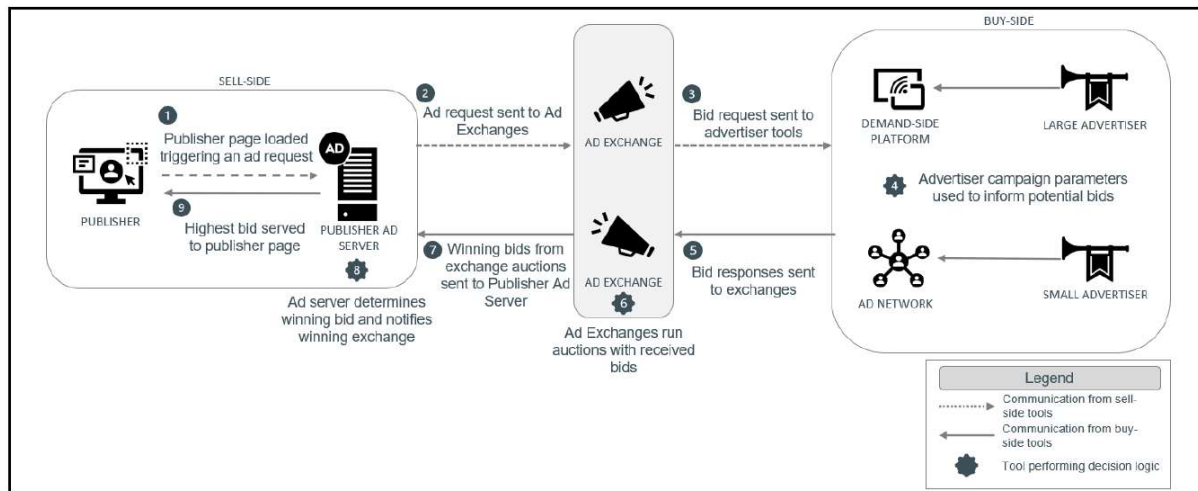 SELL-SIDE
1
Publisher page loaded
triggering an ad request
PUBLISHER
9
Highest bid served
to publisher page
AD
PUBLISHER AD
SERVER
8
Ad server determines
winning bid and notifies
winning exchange
2
Ad request sent to Ad
Exchanges
7
Winning bids from
exchange auctions
sent to Publisher Ad
Server
AD EXCHANGE
AD EXCHANGE
6
Ad Exchanges run
auctions with received
bids
3
Bid request sent to
advertiser tools
5
Bid responses sent
to exchanges
BUY-SIDE
DEMAND-SIDE
PLATFORM
LARGE ADVERTISER
4
Advertiser campaign parameters
used to inform potential bids
AD NETWORK
SMALL ADVERTISER
Legend
Communication from sell-
side tools
Communication from buy-
side tools
Tool performing decision logic